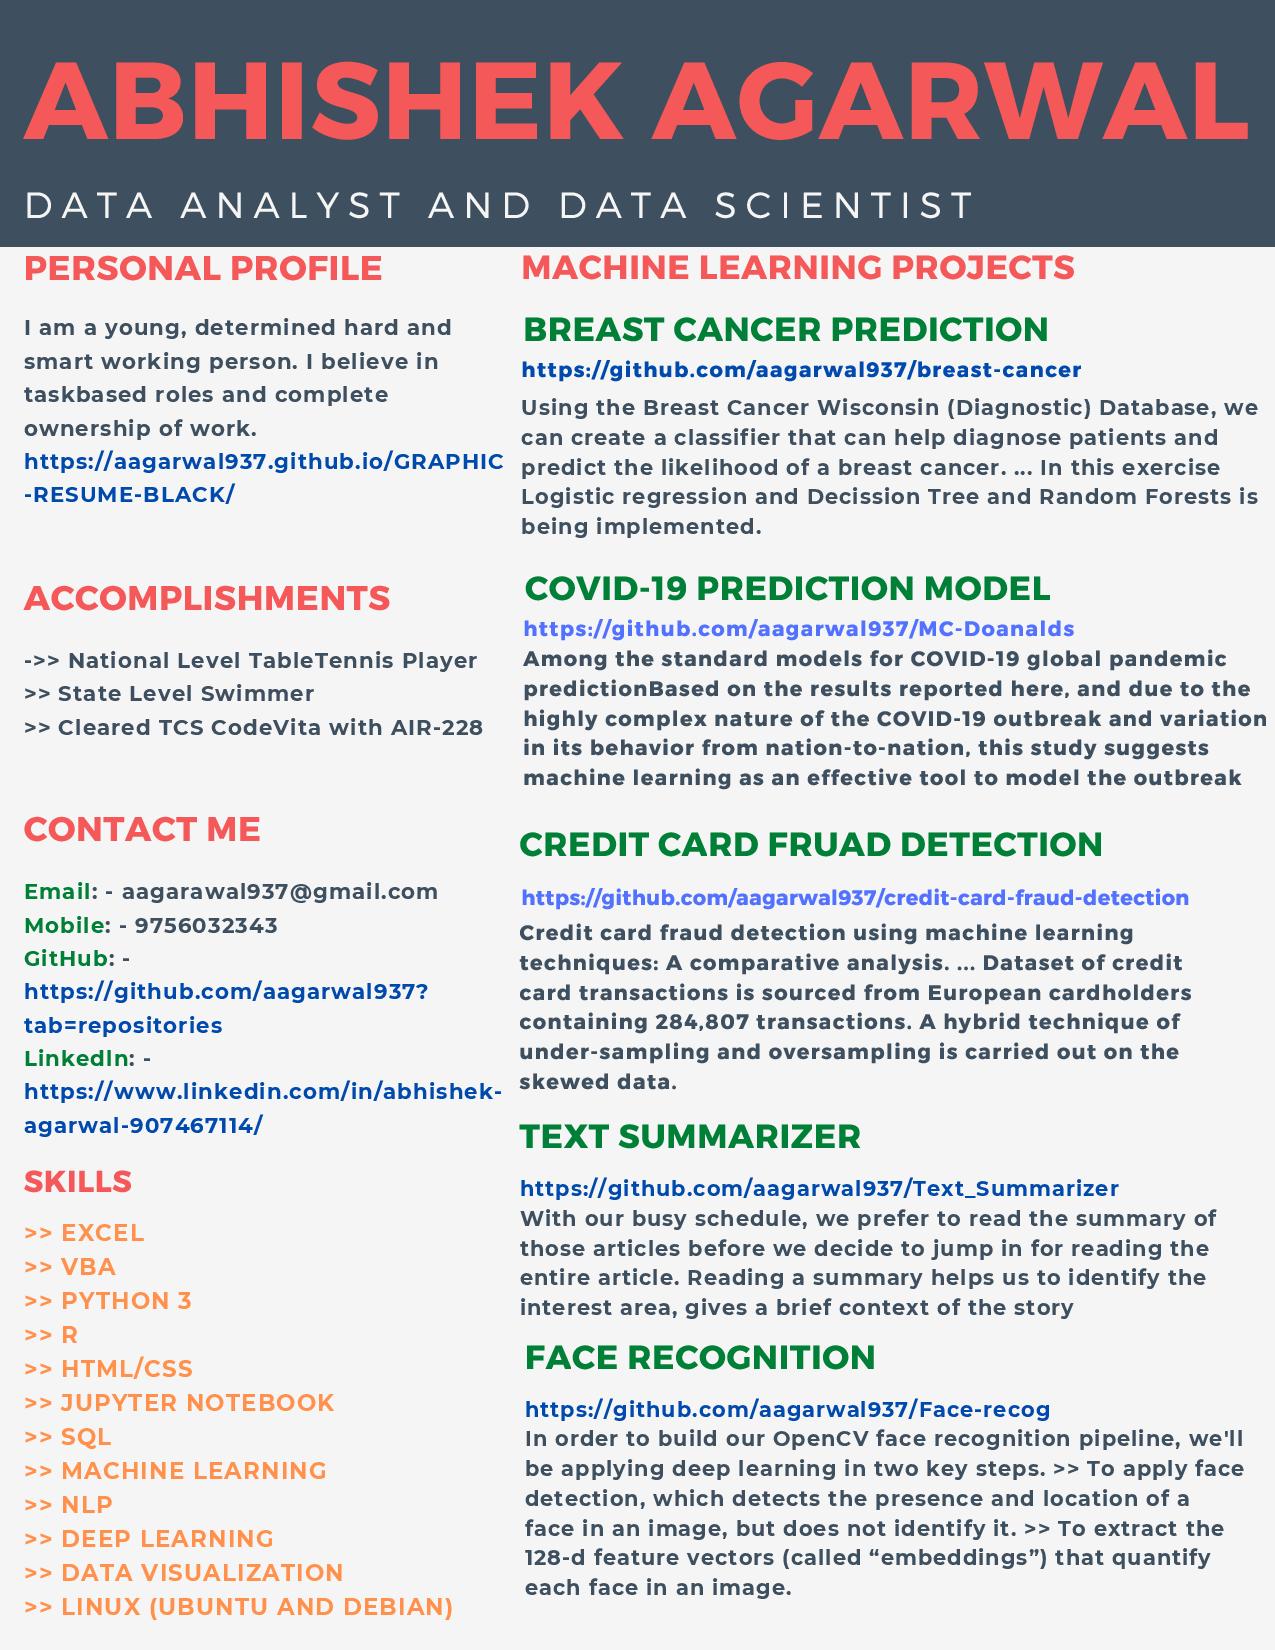 ABHISHEK AGARWAL
DATA ANALYST AND DATA SCIENTIST
PERSONAL PROFILE
I am a young, determined hard and
smart working person. I believe in
taskbased roles and complete
ownership of work.
https://aagarwal937.github.io/GRAPHIC
-RESUME-BLACK/
ACCOMPLISHMENTS
->> National Level TableTennis Player
>> State Level Swimmer
>> Cleared TCS CodeVita with AIR-228
CONTACT ME
Email: - aagarawal937@gmail.com
Mobile: - 9756032343
GitHub: -
https://github.com/aagarwal937?
tab=repositories
LinkedIn: -
https://www.linkedin.com/in/abhishek-
agarwal-907467114/
SKILLS
>> EXCEL
>> VBA
>> PYTHON 3
>> R
>> HTML/CSS
>> JUPYTER NOTEBOOK
>> SQL
>> MACHINE LEARNING
>> NLP
>> DEEP LEARNING
>> DATA VISUALIZATION
>> LINUX (UBUNTU AND DEBIAN)
MACHINE LEARNING PROJECTS
BREAST CANCER PREDICTION
https://github.com/aagarwal937/breast-cancer
Using the Breast Cancer Wisconsin (Diagnostic) Database, we
can create a classifier that can help diagnose patients and
predict the likelihood of a breast cancer. ... In this exercise
Logistic regression and Decission Tree and Random Forests is
being implemented.
COVID-19 PREDICTION MODEL
https://github.com/aagarwal937/MC-Doanalds
Among the standard models for COVID-19 global pandemic
predictionBased on the results reported here, and due to the
highly complex nature of the COVID-19 outbreak and variation
in its behavior from nation-to-nation, this study suggests
machine learning as an effective tool to model the outbreak
CREDIT CARD FRUAD DETECTION
https://github.com/aagarwal937/credit-card-fraud-detection
Credit card fraud detection using machine learning
techniques: A comparative analysis. ... Dataset of credit
card transactions is sourced from European cardholders
containing 284,807 transactions. A hybrid technique of
under-sampling and oversampling is carried out on the
skewed data.
TEXT SUMMARIZER
https://github.com/aagarwal937/Text_Summarizer
With our busy schedule, we prefer to read the summary of
those articles before we decide to jump in for reading the
entire article. Reading a summary helps us to identify the
interest area, gives a brief context of the story
FACE RECOGNITION
https://github.com/aagarwal937/Face-recog
In order to build our OpenCV face recognition pipeline, we'll
be applying deep learning in two key steps. >> To apply face
detection, which detects the presence and location of a
face in an image, but does not identify it. >> To extract the
128-d feature vectors (called “embeddings”) that quantify
each face in an image.